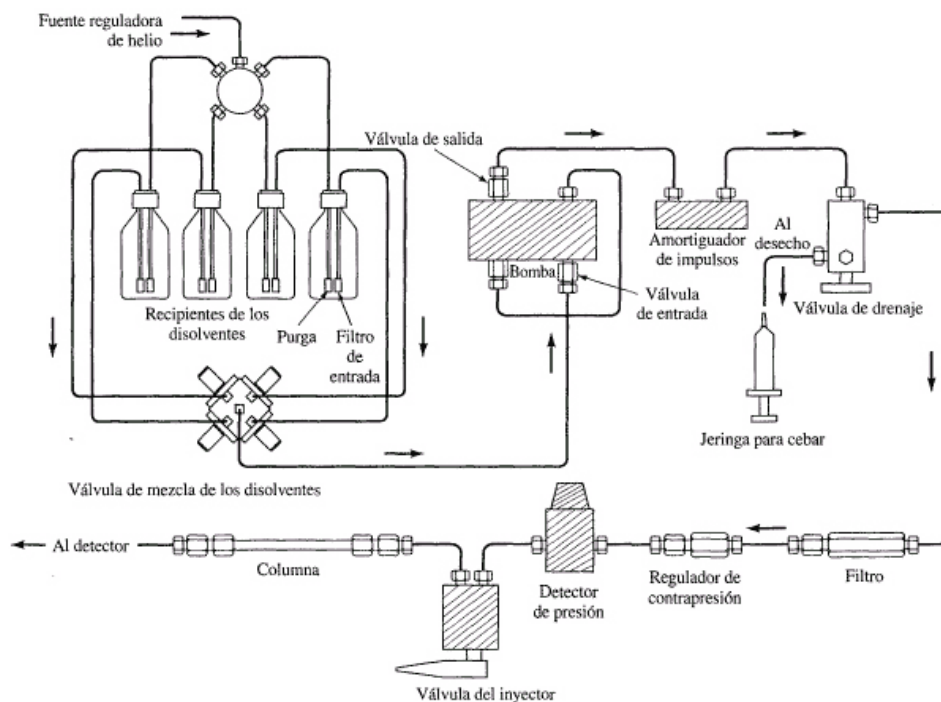 Fuente reguladora
de helio
Válvula de salida
Bomba
Válvula
de entrada
Amortiguador
de impulsos
Al
desecho
Válvula de drenaje
Jeringa para cebar
Recipientes de los
disolventes
Purga
Filtro
de
entrada
Válvula de mezcla de los disolventes
Al detector
Columna
Válvula del inyector
Detector
de presión
Regulador de
contrapresión
Filtro